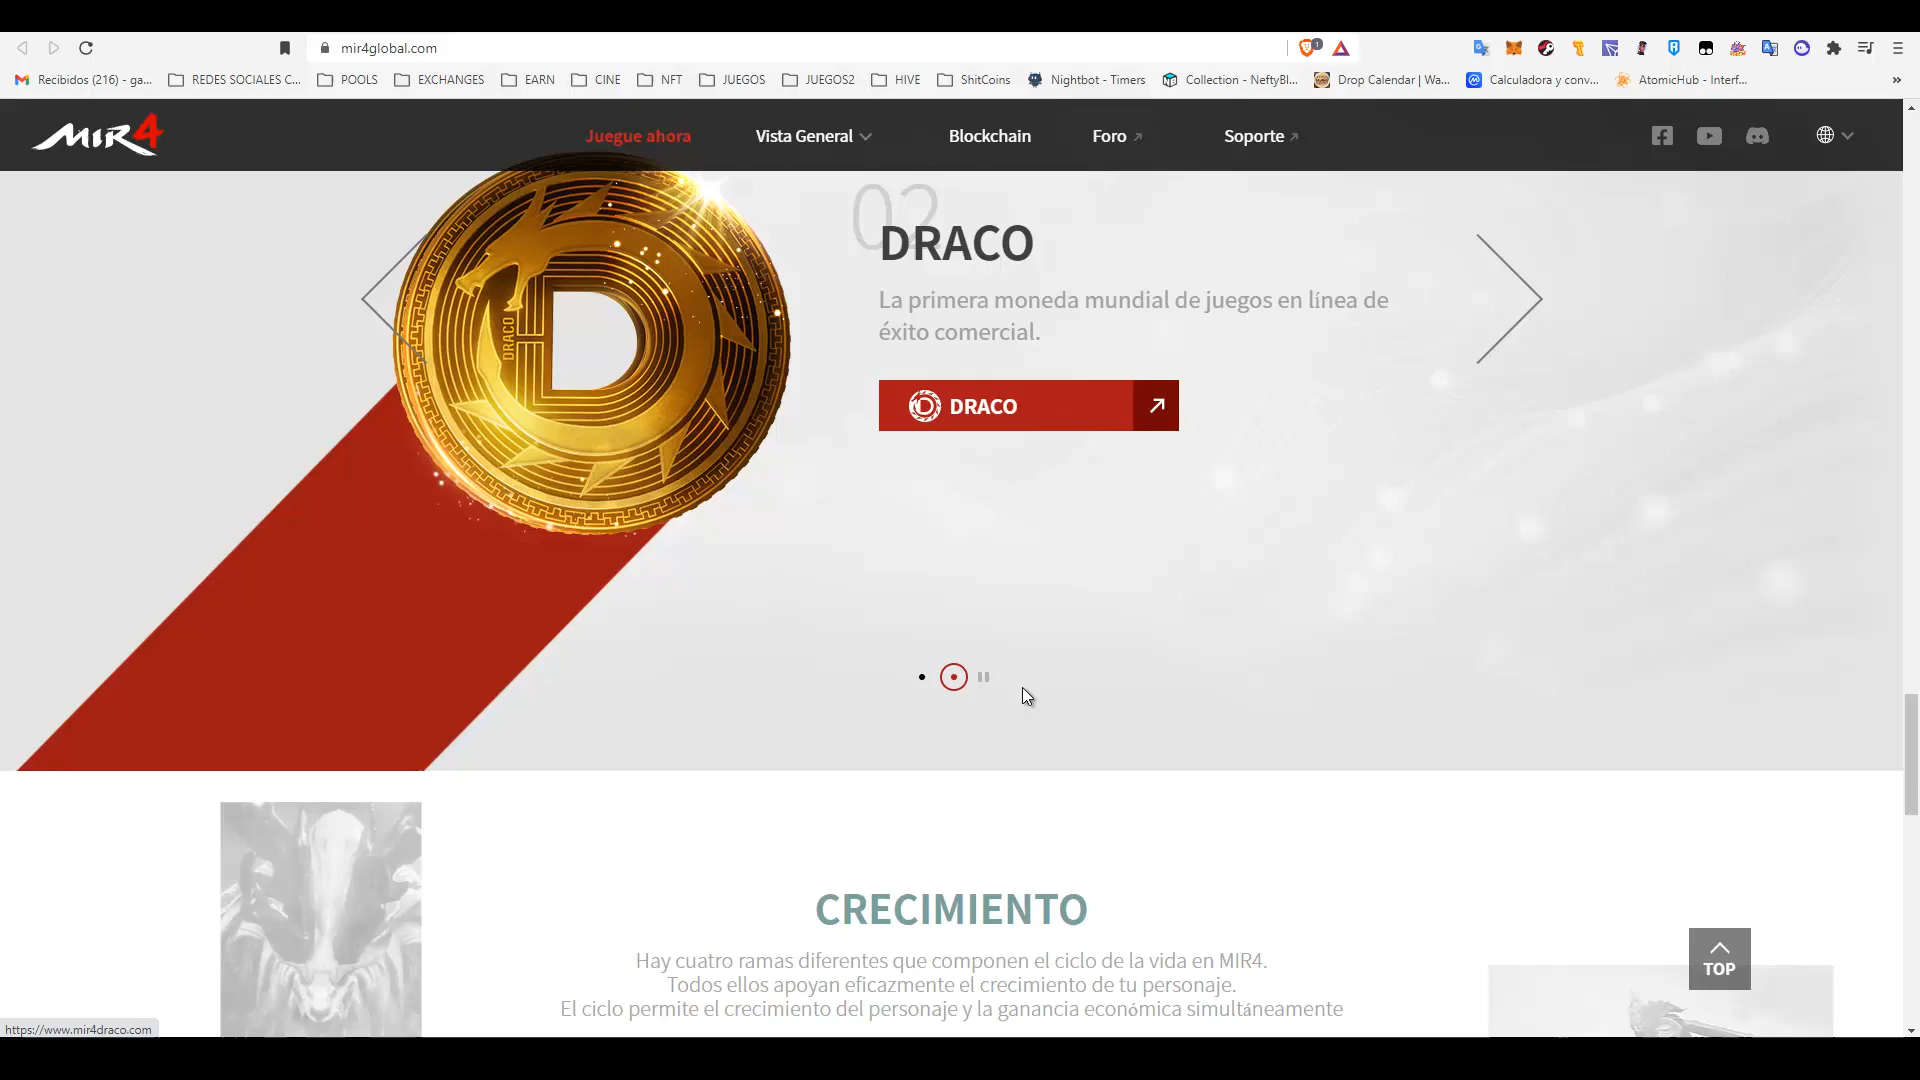 mir4global.com
1
Recibidos (216) - ga...
REDES SOCIALES C...
POOLS
EXCHANGES
EARN
CINE
NFT
JUEGOS
JUEGOS2
HIVE
ShitCoins
Nightbot - Timers
Collection - NeftyBl...
Drop Calendar | Wa...
Calculadora y conv...
AtomicHub - Interf...
»
MIR4
Juegue ahora
Vista General
Blockchain
Foro
Soporte
02
DRACO
La primera moneda mundial de juegos en línea de
éxito comercial.
DRACO
D
DRACO
CRECIMIENTO
Hay cuatro ramas diferentes que componen el ciclo de la vida en MIR4.
Todos ellos apoyan eficazmente el crecimiento de tu personaje.
El ciclo permite el crecimiento del personaje y la ganancia económica simultáneamente
TOP
https://www.mir4draco.com